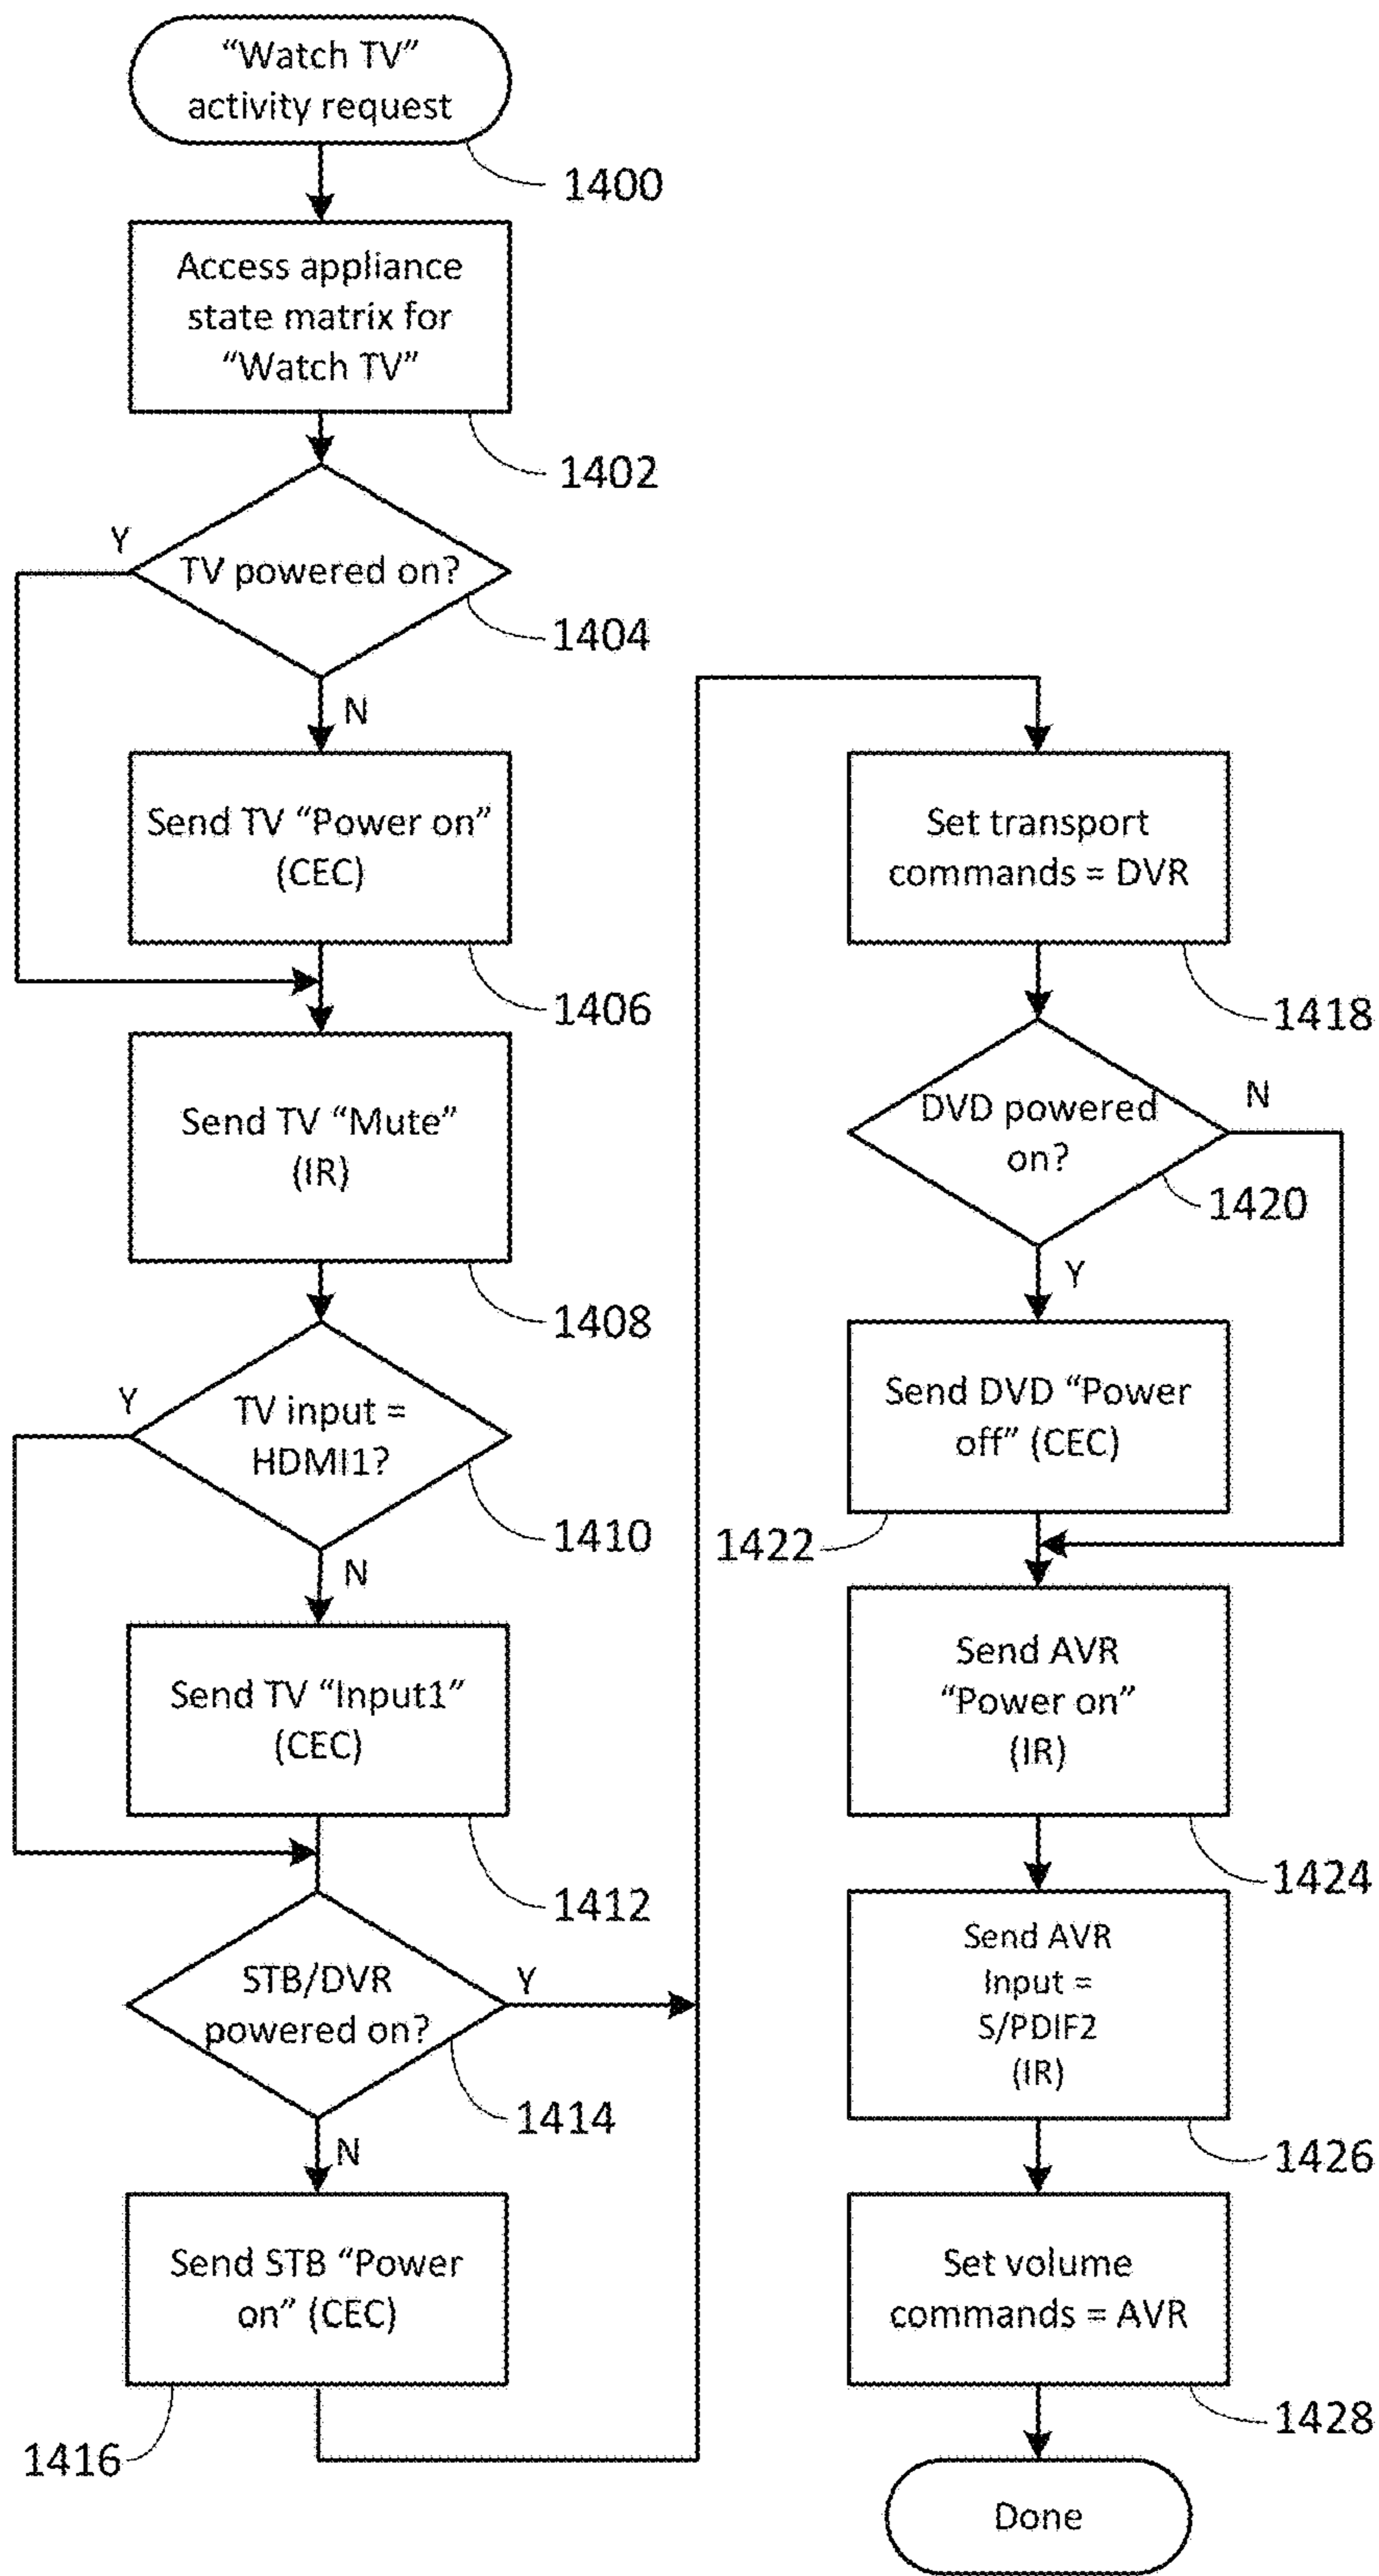 “Watch TV”
activity request
1400
Access appliance
state matrix for
“Watch TV”
1402
Y
TV powered on?
1404
N
Send TV “Power on”
(CEC)
1406
Send TV “Mute”
(IR)
1408
Y
TV input =
HDMI1?
1410
N
Send TV “Input1”
(CEC)
1412
STB/DVR
powered on?
Y
1414
N
Send STB “Power
on” (CEC)
1416
Set transport
commands = DVR
1418
DVD powered
on?
N
1420
Y
Send DVD “Power
off” (CEC)
1422
Send AVR
“Power on”
(IR)
1424
Send AVR
Input =
S/PDIF2
(IR)
1426
Set volume
commands = AVR
1428
Done